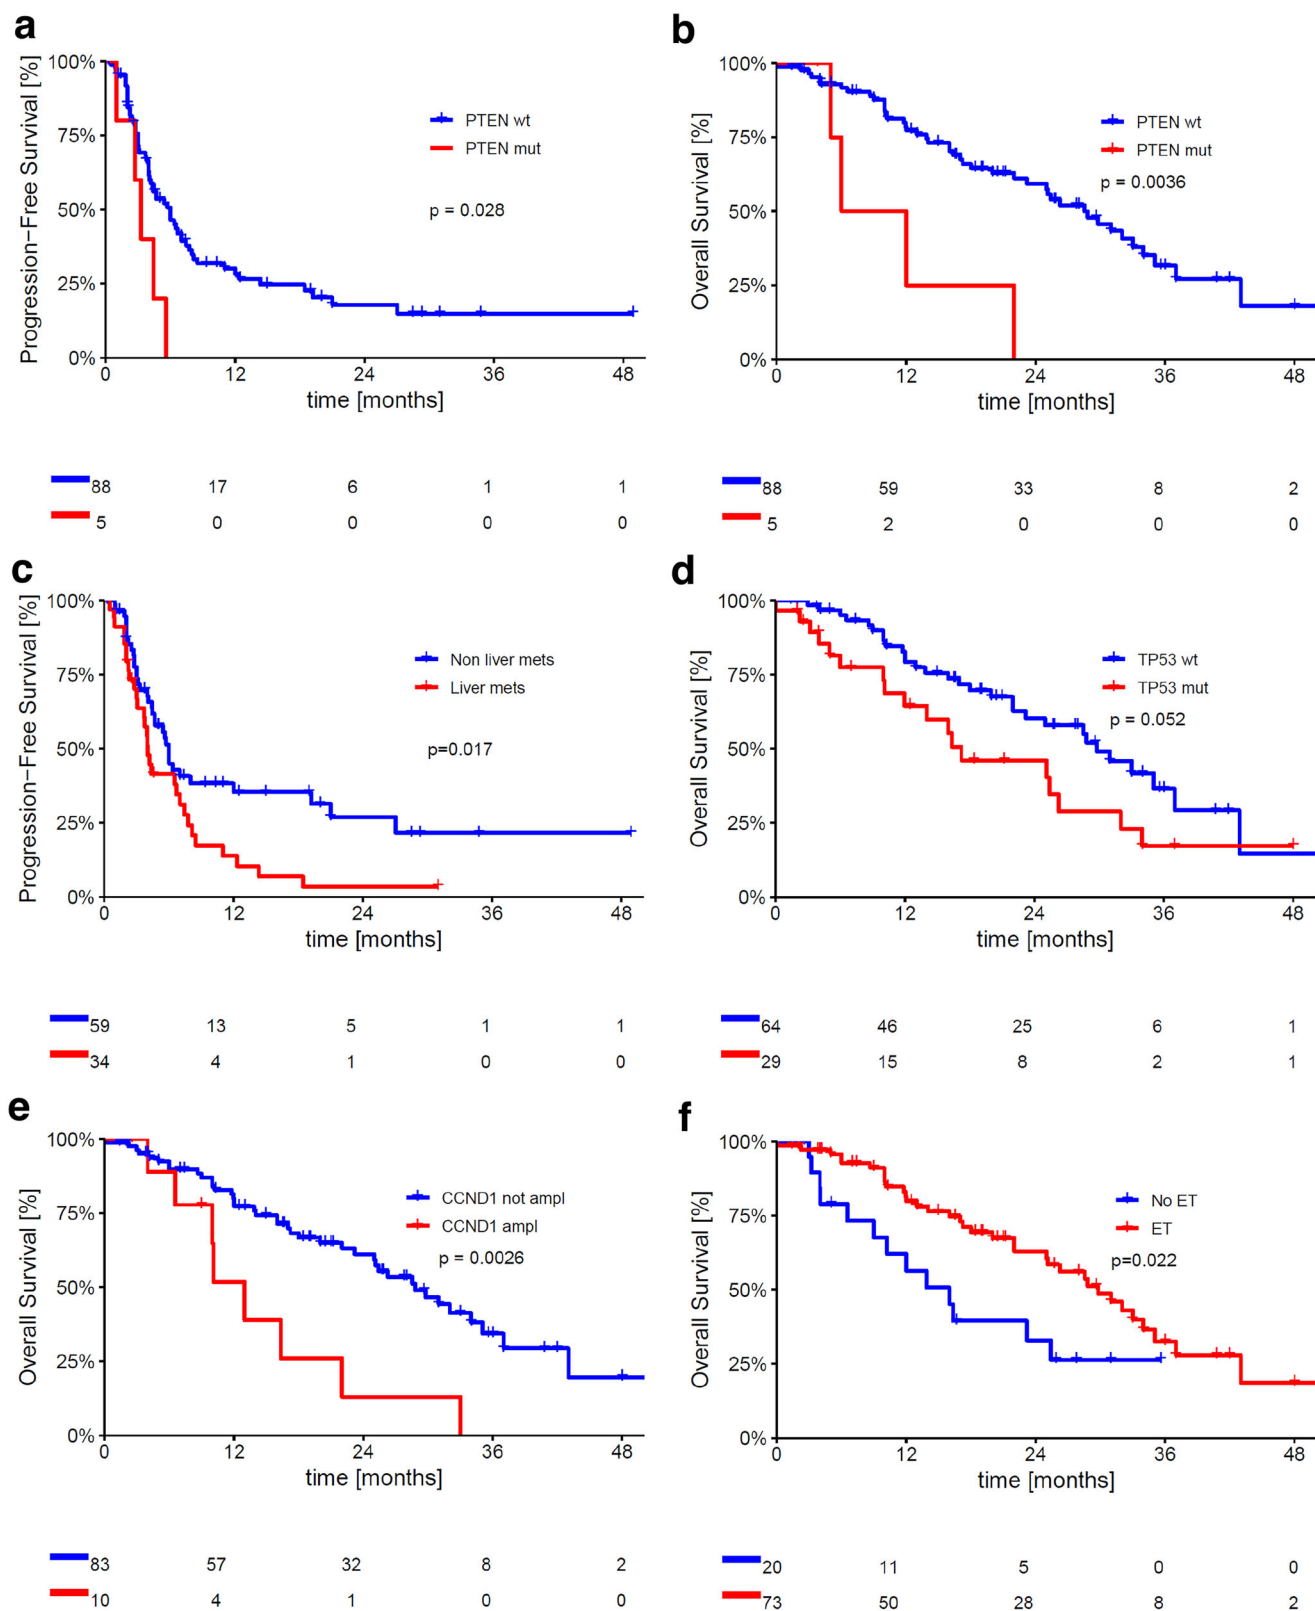 a
Progression-Free Survival [%]
100%
75%
50%
25%
0%
PTEN wt
PTEN mut
p = 0.028
0 12 24 36 48
time [months]
88 17 6 1 1
5 0 0 0 0
b
Overall Survival [%]
100%
75%
50%
25%
0%
PTEN wt
PTEN mut
p = 0.0036
0 12 24 36 48
time [months]
88 59 33 8 2
5 2 0 0 0
c
Progression-Free Survival [%]
100%
75%
50%
25%
0%
Non liver mets
Liver mets
p=0.017
0 12 24 36 48
time [months]
59 13 5 1 1
34 4 1 0 0
d
Overall Survival [%]
100%
75%
50%
25%
0%
TP53 wt
TP53 mut
p = 0.052
0 12 24 36 48
time [months]
64 46 25 6 1
29 15 8 2 1
e
Overall Survival [%]
100%
75%
50%
25%
0%
CCND1 not ampl
CCND1 ampl
p = 0.0026
0 12 24 36 48
time [months]
83 57 32 8 2
10 4 1 0 0
f
Overall Survival [%]
100%
75%
50%
25%
0%
No ET
ET
p=0.022
0 12 24 36 48
time [months]
20 11 5 0 0
73 50 28 8 2